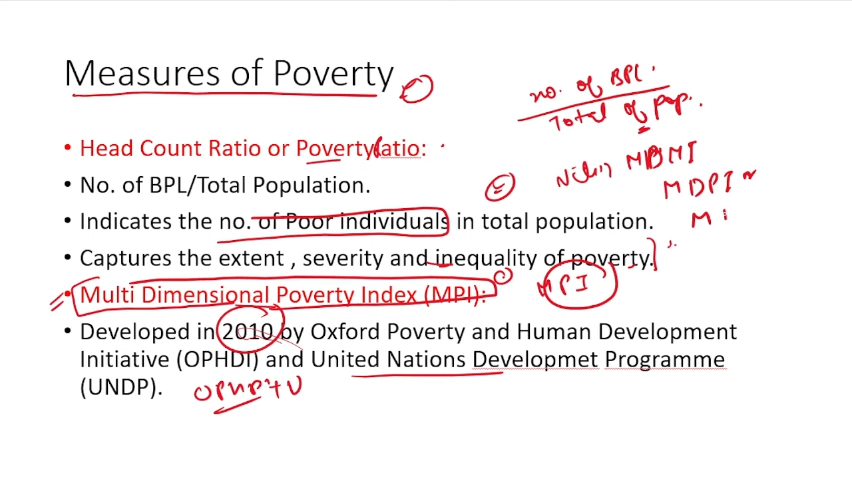 Measures of Poverty
no. of BPL.
Total of pop.
• Head Count Ratio or Poverty Ratio:
MDPI
• No. of BPL/Total Population.
• Indicates the no. of Poor individuals in total population.
M
• Captures the extent , severity and inequality of poverty.
MPI
• Multi Dimensional Poverty Index (MPI):
• Developed in 2010 by Oxford Poverty and Human Development
Initiative (OPHDI) and United Nations Developmet Programme
(UNDP).